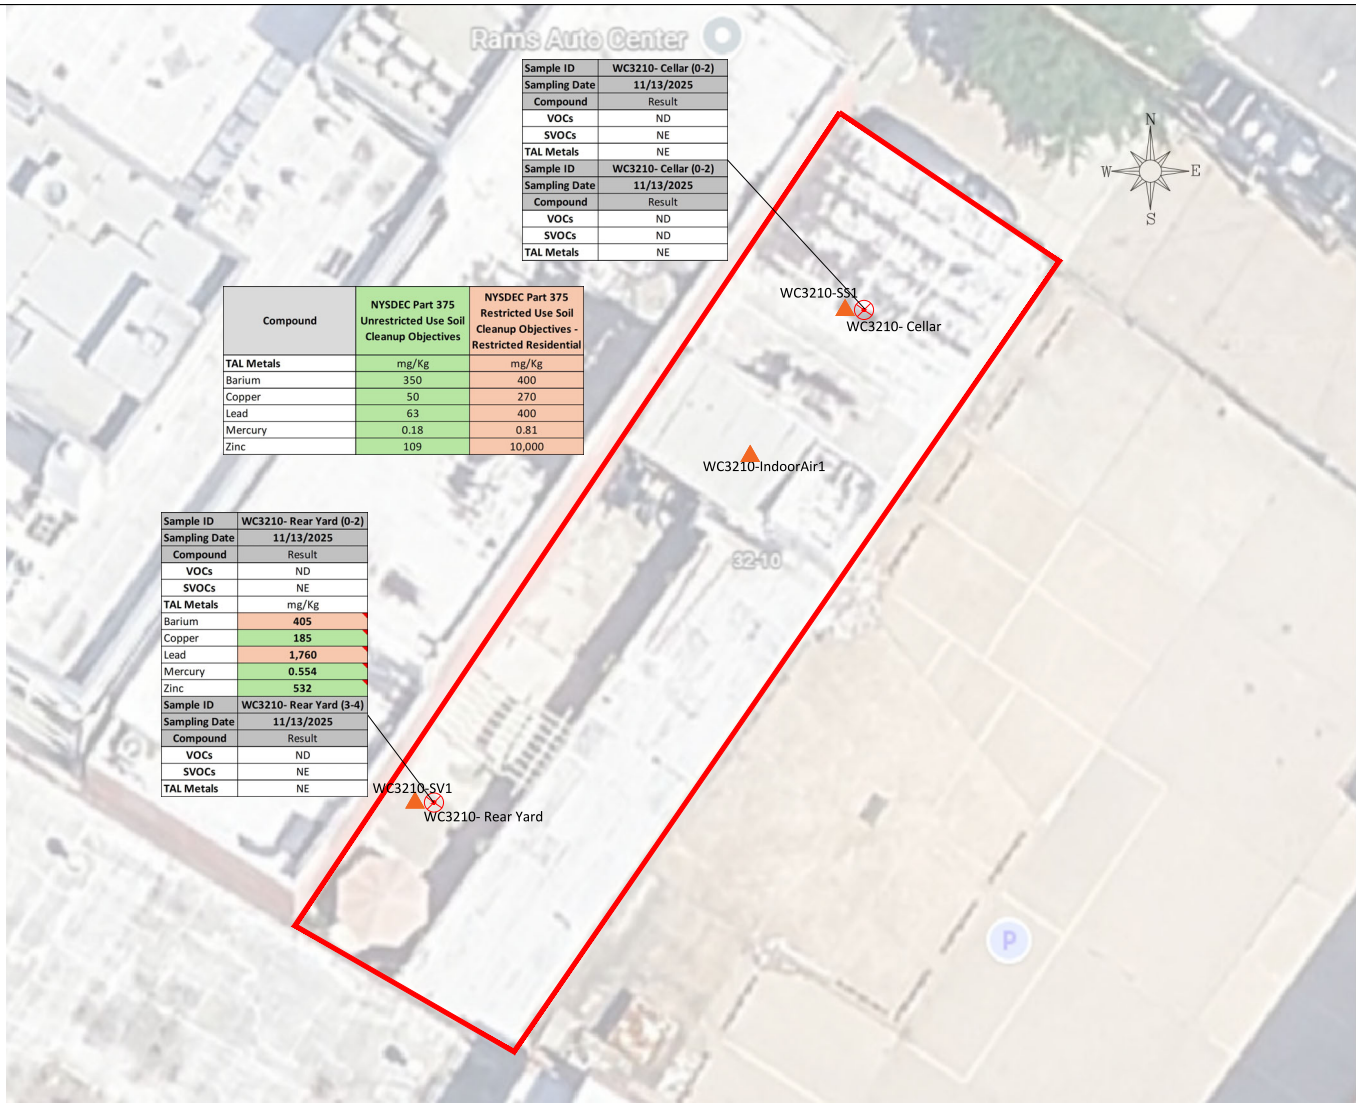 Rams Auto Center
Sample ID WC3210- Cellar (0-2)
Sampling Date 11/13/2025
Compound Result
VOCs ND
SVOCs NE
TAL Metals NE
Sample ID WC3210- Cellar (0-2)
Sampling Date 11/13/2025
Compound Result
VOCs ND
SVOCs ND
TAL Metals NE
N
W E
S
WC3210-SS1
WC3210- Cellar
Compound
NYSDEC Part 375
Unrestricted Use Soil
Cleanup Objectives
NYSDEC Part 375
Restricted Use Soil
Cleanup Objectives -
Restricted Residential
TAL Metals mg/Kg mg/Kg
Barium 350 400
Copper 50 270
Lead 63 400
Mercury 0.18 0.81
Zinc 109 10,000
WC3210-IndoorAir1
32-10
Sample ID WC3210- Rear Yard (0-2)
Sampling Date 11/13/2025
Compound Result
VOCs ND
SVOCs NE
TAL Metals mg/Kg
Barium 405
Copper 185
Lead 1,760
Mercury 0.554
Zinc 532
Sample ID WC3210- Rear Yard (3-4)
Sampling Date 11/13/2025
Compound Result
VOCs ND
SVOCs NE
TAL Metals NE
WC3210-SV1
WC3210- Rear Yard
P